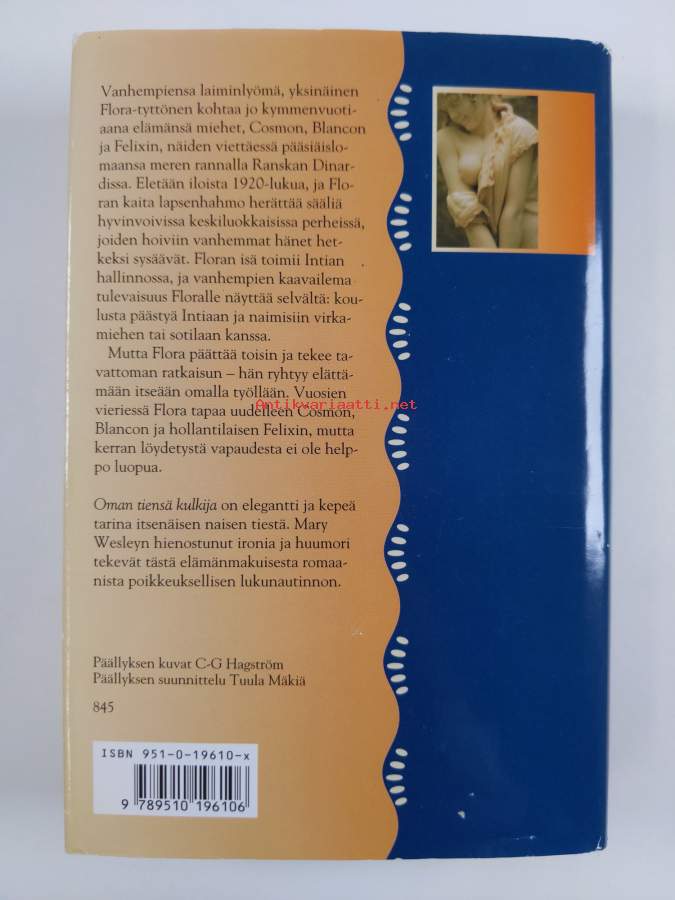 Vanhempiensa laiminlyömä, yksinäinen
Flora-tyttönen kohtaa jo kymmenvuoti-
aana elämänsä miehet, Cosmon, Blancon
ja Felixin, näiden viettäessä pääsiäislo-
maansa meren rannalla Ranskan Dinar-
dissa. Eletään iloista 1920-lukua, ja Flo-
ran kaita lapsenhahmo herättää sääliä
hyvinvoivissa keskiluokkaisissa perheissä,
joiden hoiviin vanhemmat hänet het-
keksi sysäävät. Floran isä toimii Intian
hallinnossa, ja vanhempien kaavailema
tulevaisuus Floralle näyttää selvältä: kou-
lusta päästyä Intiaan ja naimisiin virka-
miehen tai sotilaan kanssa.
Mutta Flora päättää toisin ja tekee ta-
vattoman ratkaisun – hän ryhtyy elättä-
mään itseään omalla työllään. Vuosien
vieriessä Flora tapaa uudelleen Cosmon,
Blancon ja hollantilaisen Felixin, mutta
kerran löydetystä vapaudesta ei ole help-
po luopua.
Oman tiensä kulkija on elegantti ja kepeä
tarina itsenäisen naisen tiestä. Mary
Wesleyn hienostunut ironia ja huumori
tekevät tästä elämänmakuisesta romaa-
nista poikkeuksellisen lukunautinnon.
Päällyksen kuvat C-G Hagström
Päällyksen suunnittelu Tuula Mäkiä
845
ISBN 951-0-19610-x
9 789510 196106
Antikvariaatti.net